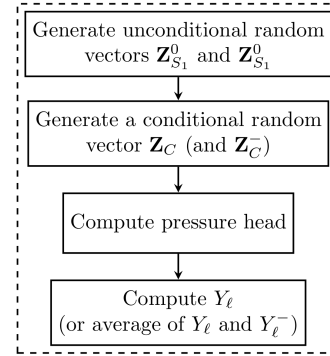 Generate unconditional random
vectors $\mathbf{Z}^0_{S_1}$ and $\mathbf{Z}^0_{S_1}$
Generate a conditional random
vector $\mathbf{Z}_C$ (and $\mathbf{Z}^-_C$)
Compute pressure head
Compute $Y_\ell$
(or average of $Y_\ell$ and $Y^-_\ell$)